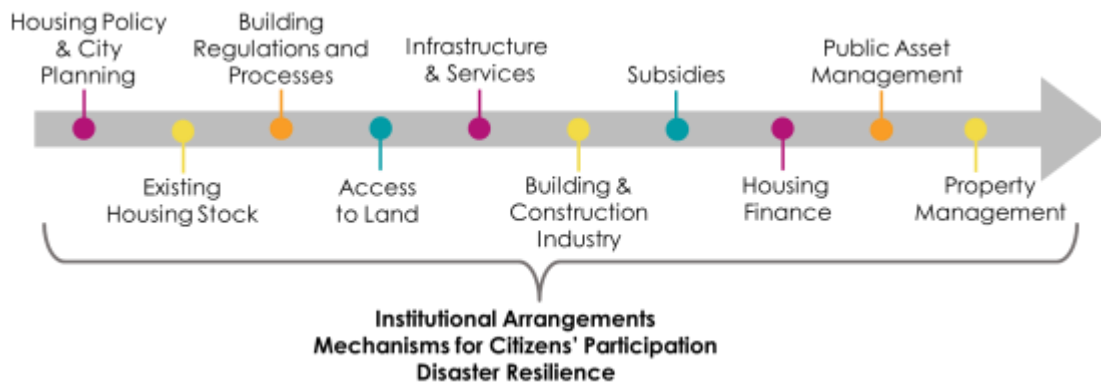 Housing Policy
& City
Planning
Building
Regulations and
Processes
Infrastructure
& Services
Subsidies
Public Asset
Management
Existing
Housing Stock
Access
to Land
Building &
Construction
Industry
Housing
Finance
Property
Management
Institutional Arrangements
Mechanisms for Citizens’ Participation
Disaster Resilience